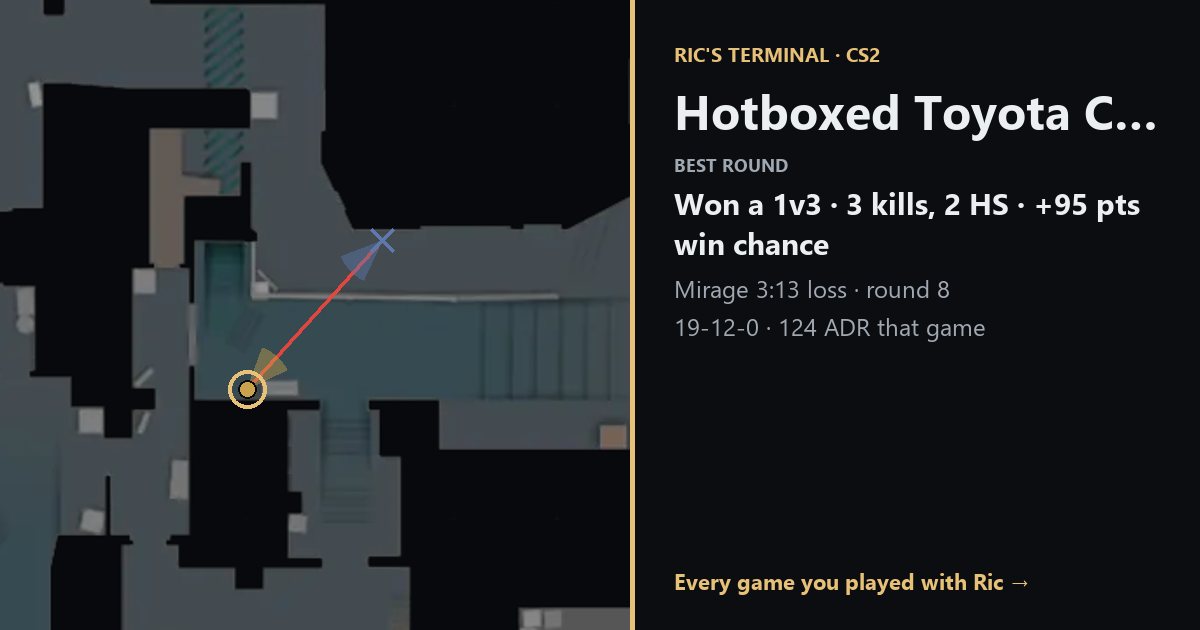 RIC'S TERMINAL · CS2
Hotboxed Toyota C…
BEST ROUND
Won a 1v3 · 3 kills, 2 HS · +95 pts
win chance
Mirage 3:13 loss · round 8
19-12-0 · 124 ADR that game
Every game you played with Ric →